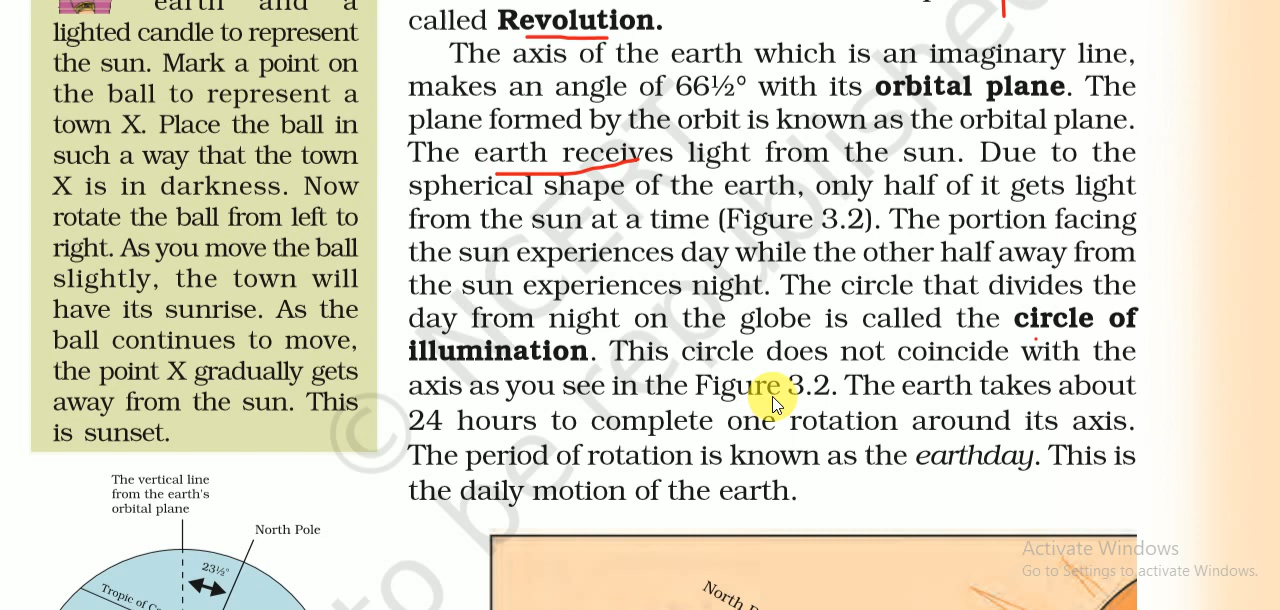 earth and a
lighted candle to represent
the sun. Mark a point on
the ball to represent a
town X. Place the ball in
such a way that the town
X is in darkness. Now
rotate the ball from left to
right. As you move the ball
slightly, the town will
have its sunrise. As the
ball continues to move,
the point X gradually gets
away from the sun. This
is sunset.
called Revolution.
The axis of the earth which is an imaginary line,
makes an angle of 66½° with its orbital plane. The
plane formed by the orbit is known as the orbital plane.
The earth receives light from the sun. Due to the
spherical shape of the earth, only half of it gets light
from the sun at a time (Figure 3.2). The portion facing
the sun experiences day while the other half away from
the sun experiences night. The circle that divides the
day from night on the globe is called the circle of
illumination. This circle does not coincide with the
axis as you see in the Figure 3.2. The earth takes about
24 hours to complete one rotation around its axis.
The period of rotation is known as the earthday. This is
the daily motion of the earth.
The vertical line
from the earth's
orbital plane
North Pole
23½°
Tropic of
North
© NCERT
to be republished
Activate Windows
Go to Settings to activate Windows.